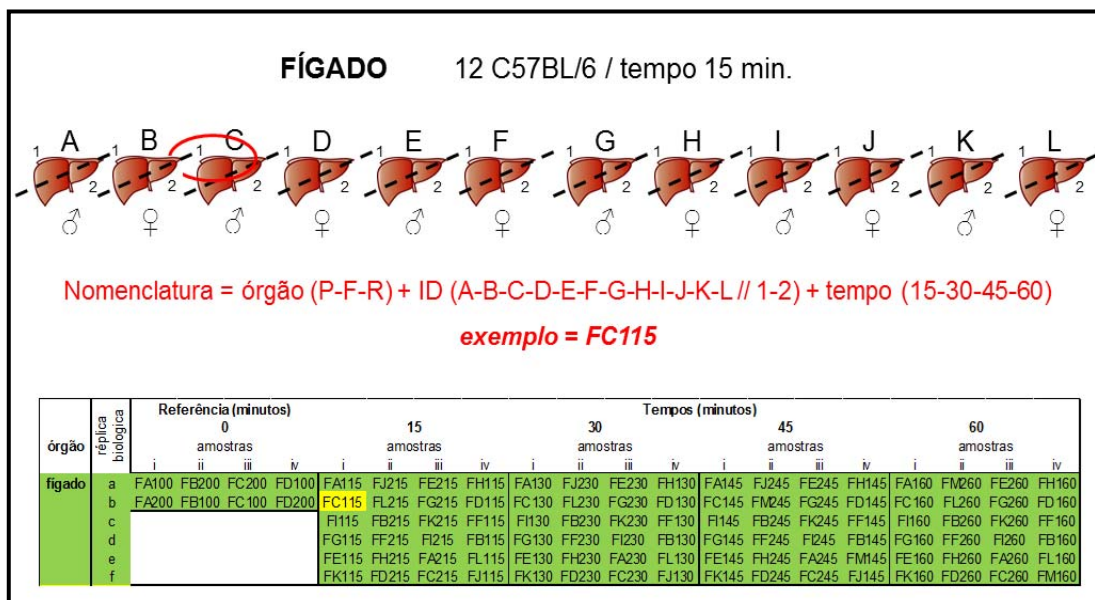 FÍGADO 12 C57BL/6 / tempo 15 min.
A B C D E F G H I J K L
1 1 1 1 1 1 1 1 1 1 1 1
2 2 2 2 2 2 2 2 2 2 2 2
♂ ♀ ♂ ♀ ♂ ♀ ♂ ♀ ♂ ♀ ♂ ♀
Nomenclatura = órgão (P-F-R) + ID (A-B-C-D-E-F-G-H-I-J-K-L // 1-2) + tempo (15-30-45-60)
exemplo = FC115
Referência (minutos) Tempos (minutos)
órgão réplica biologica 0 15 30 45 60
amostras amostras amostras amostras amostras
i ii iii iv i ii iii iv i ii iii iv i ii iii iv i ii iii iv
fígado a FA100 FB200 FC200 FD100 FA115 FJ215 FE215 FH115 FA130 FJ230 FE230 FH130 FA145 FJ245 FE245 FH145 FA160 FM260 FE260 FH160
b FA200 FB100 FC100 FD200 FC115 FL215 FG215 FD115 FC130 FL230 FG230 FD130 FC145 FM245 FG245 FD145 FC160 FL260 FG260 FD160
c FI115 FB215 FK215 FF115 FI130 FB230 FK230 FF130 FI145 FB245 FK245 FF145 FI160 FB260 FK260 FF160
d FG115 FF215 FI215 FB115 FG130 FF230 FI230 FB130 FG145 FF245 FI245 FB145 FG160 FF260 FI260 FB160
e FE115 FH215 FA215 FL115 FE130 FH230 FA230 FL130 FE145 FH245 FA245 FM145 FE160 FH260 FA260 FL160
f FK115 FD215 FC215 FJ115 FK130 FD230 FC230 FJ130 FK145 FD245 FC245 FJ145 FK160 FD260 FC260 FM160